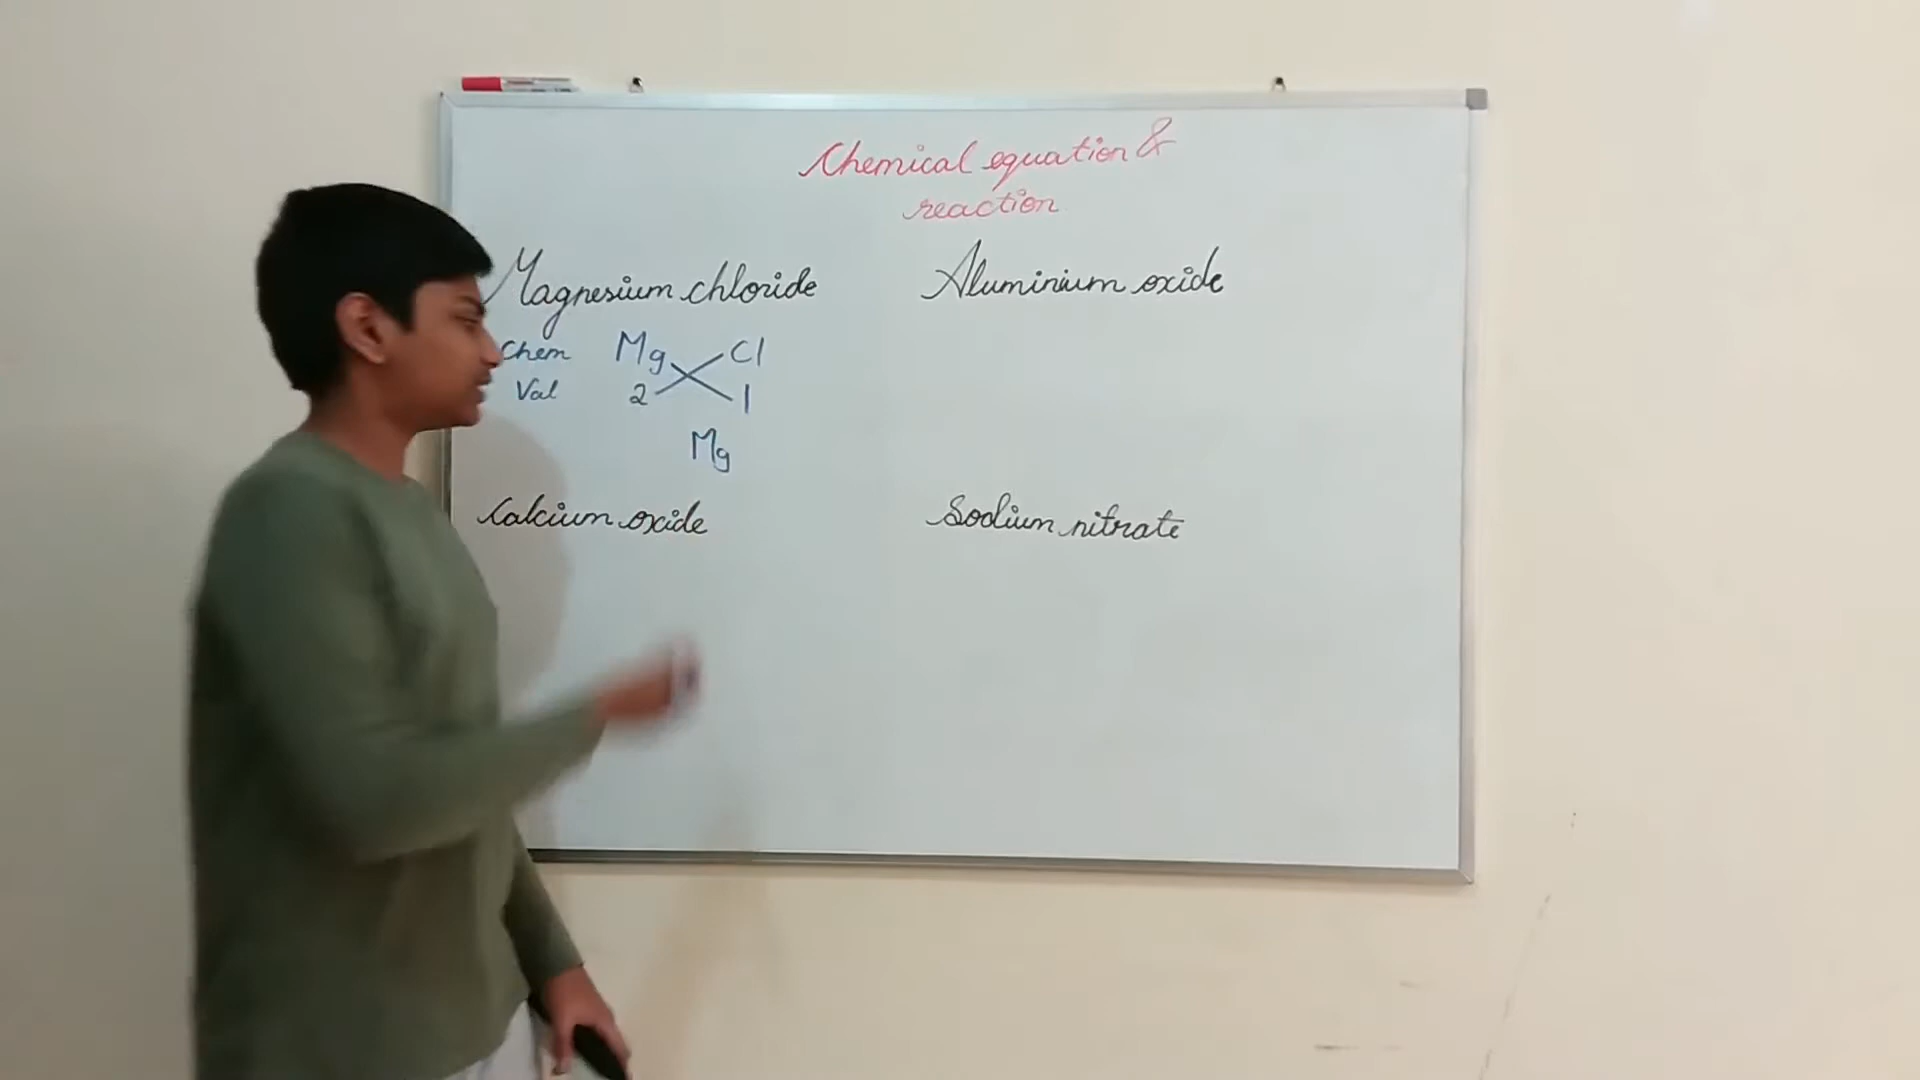 Chemical equation &
reaction
Magnesium chloride
Chem Mg Cl
Val 2 1
Mg
Aluminium oxide
Calcium oxide
Sodium nitrate